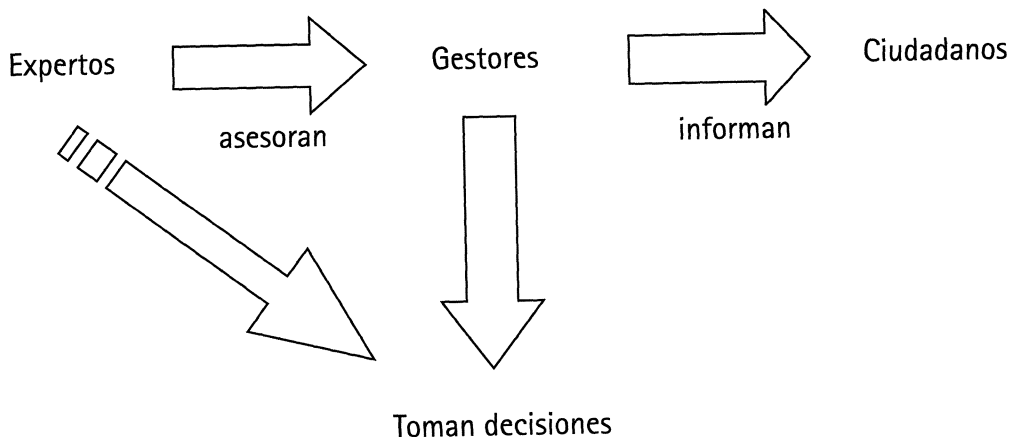 Expertos
asesoran
Gestores
informan
Ciudadanos
Toman decisiones